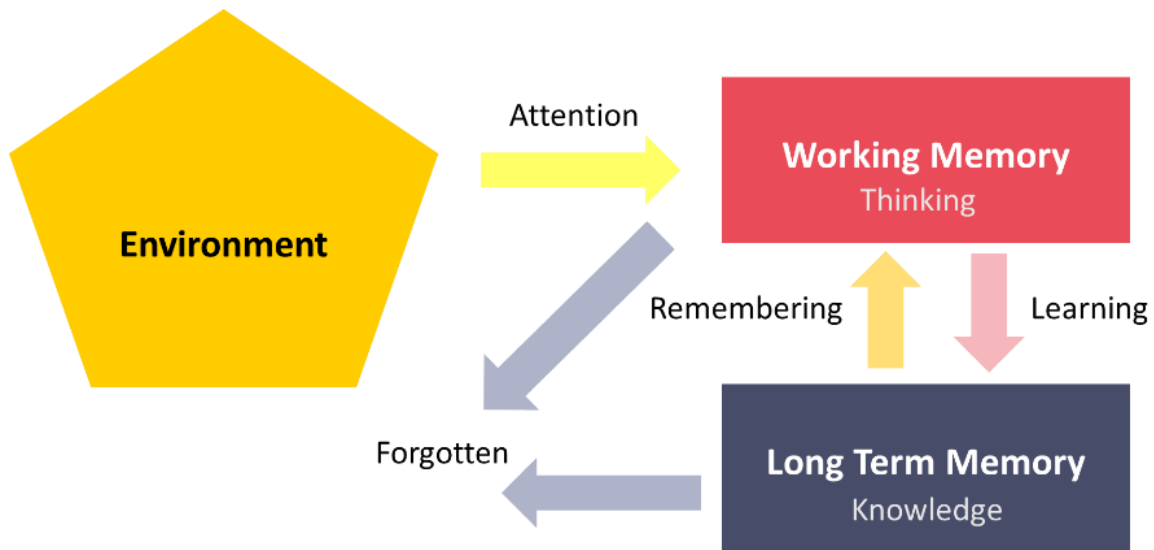 Attention
Working Memory
Thinking
Environment
Remembering
Learning
Forgotten
Long Term Memory
Knowledge